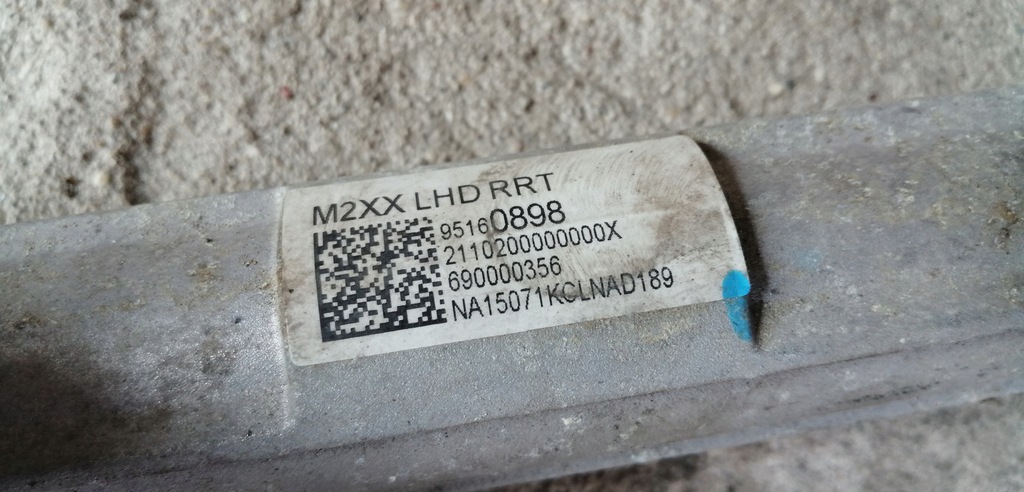 M2XX LHD RRT
95160898
2110200000000X
690000356
NA15071KCLNAD189